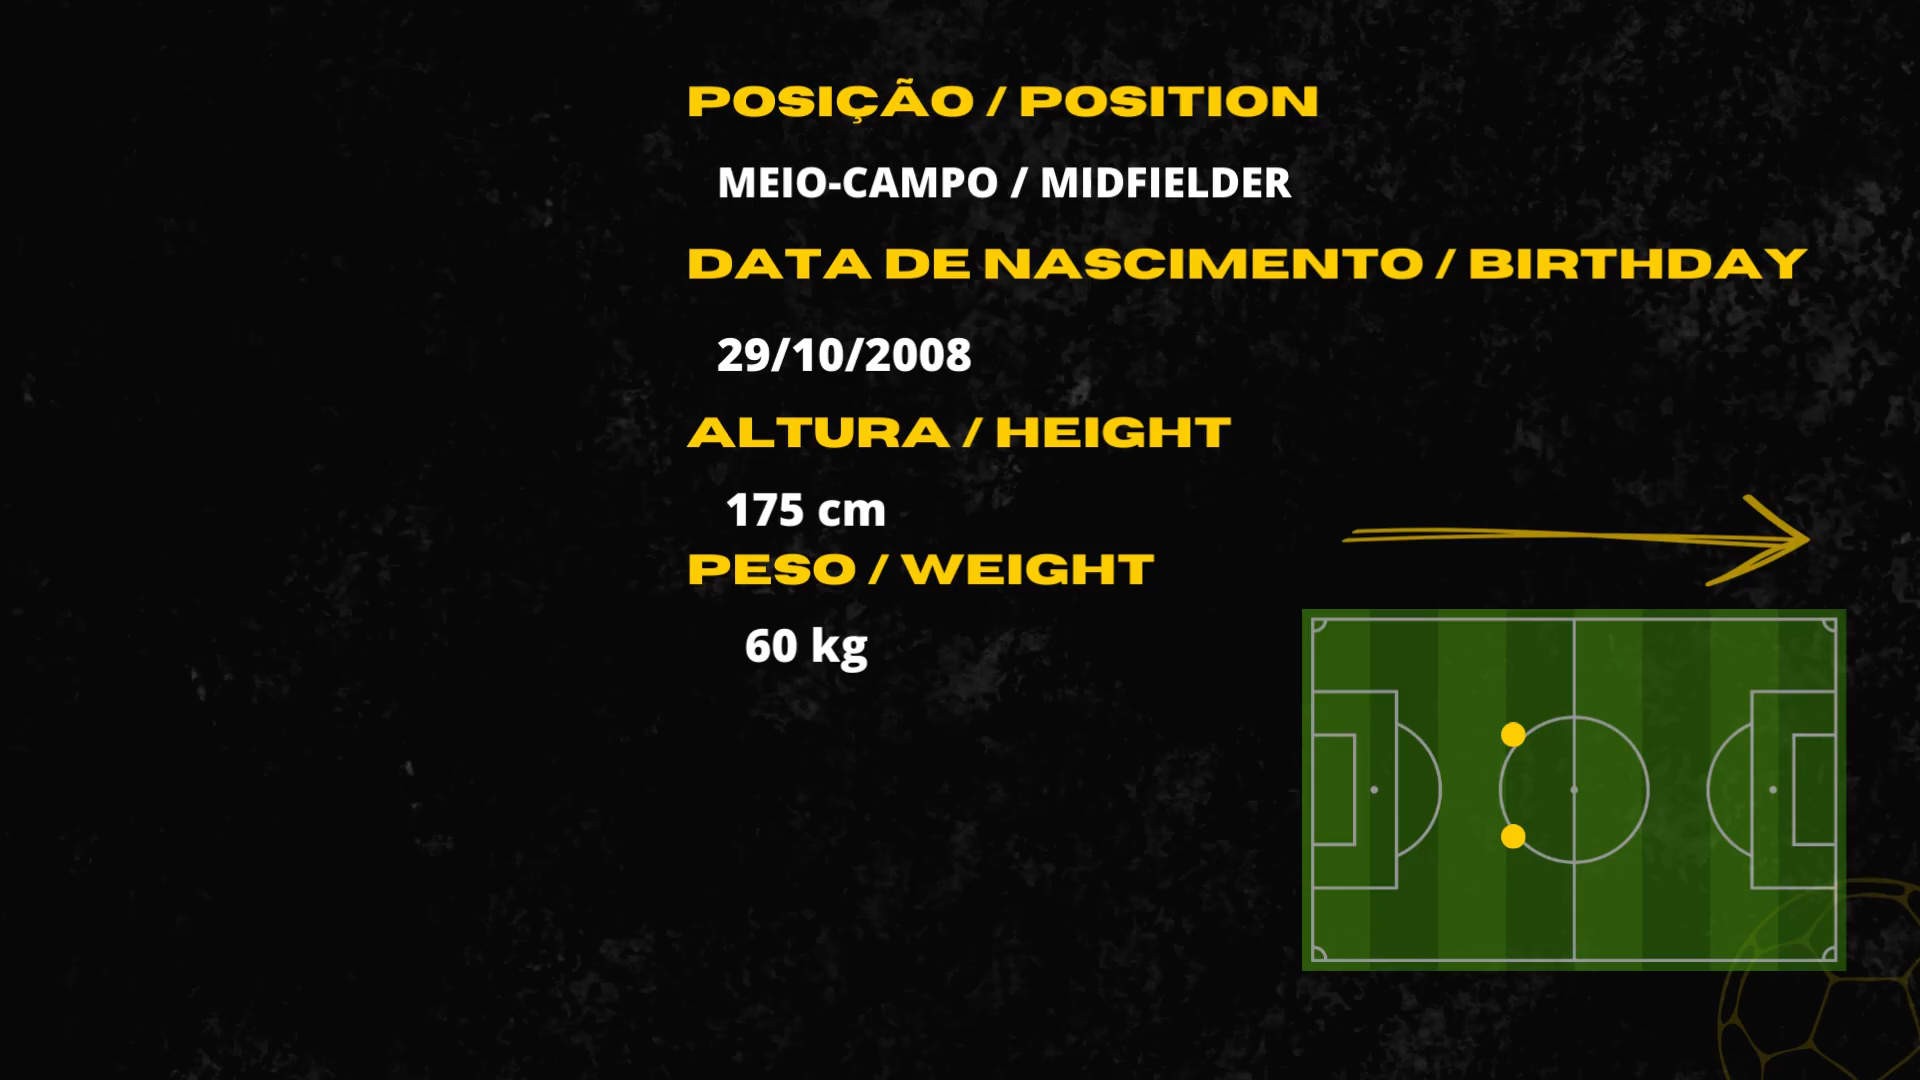 POSIÇÃO / POSITION
MEIO-CAMPO / MIDFIELDER
DATA DE NASCIMENTO / BIRTHDAY
29/10/2008
ALTURA / HEIGHT
175 cm
PESO / WEIGHT
60 kg